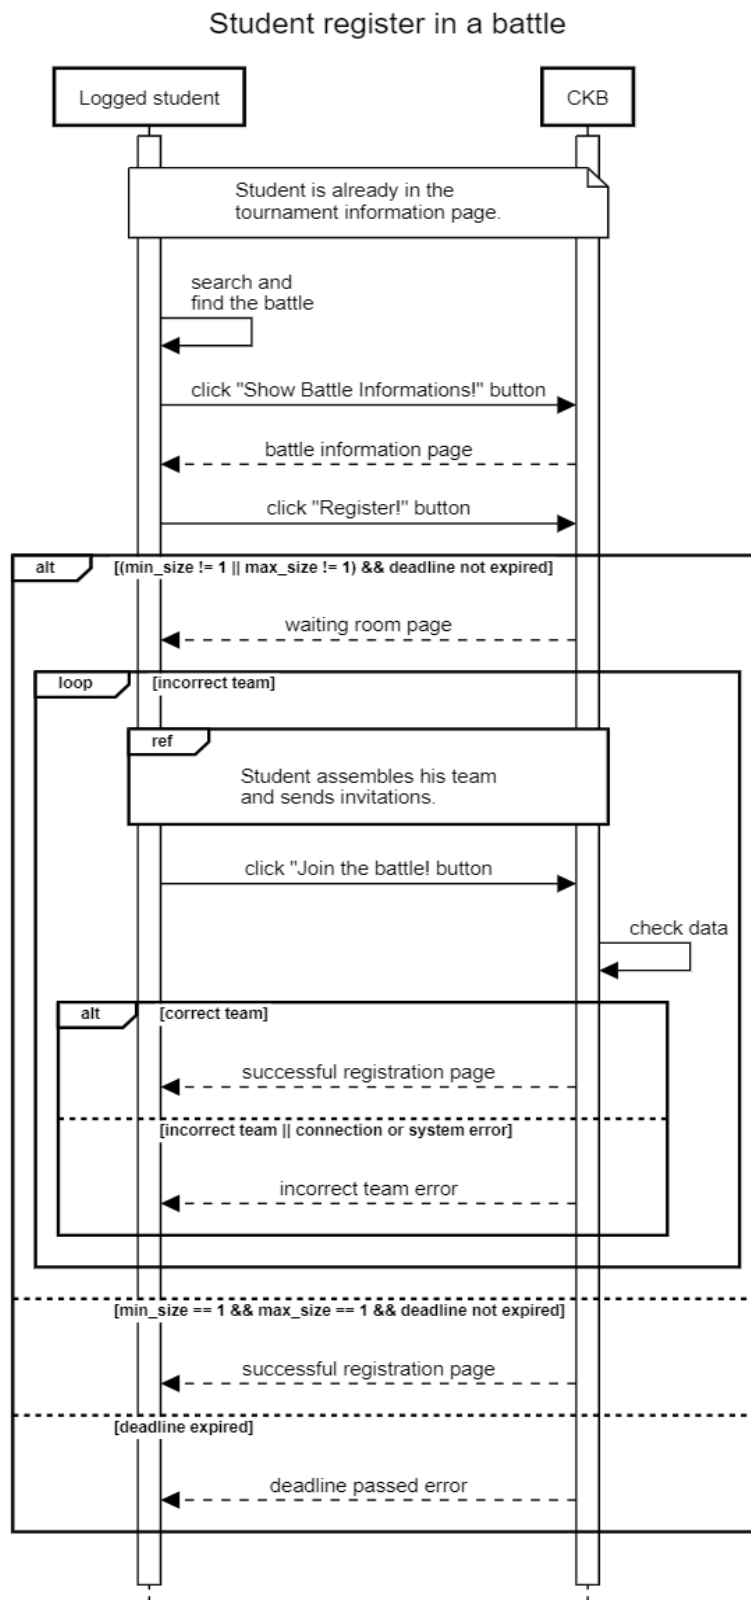 Student register in a battle
Logged student
CKB
Student is already in the
tournament information page.
search and
find the battle
click "Show Battle Informations!" button
battle information page
click "Register!" button
alt
[(min_size != 1 || max_size != 1) && deadline not expired]
waiting room page
loop
[incorrect team]
ref
Student assembles his team
and sends invitations.
click "Join the battle! button
check data
alt
[correct team]
successful registration page
[incorrect team || connection or system error]
incorrect team error
[min_size == 1 && max_size == 1 && deadline not expired]
successful registration page
[deadline expired]
deadline passed error